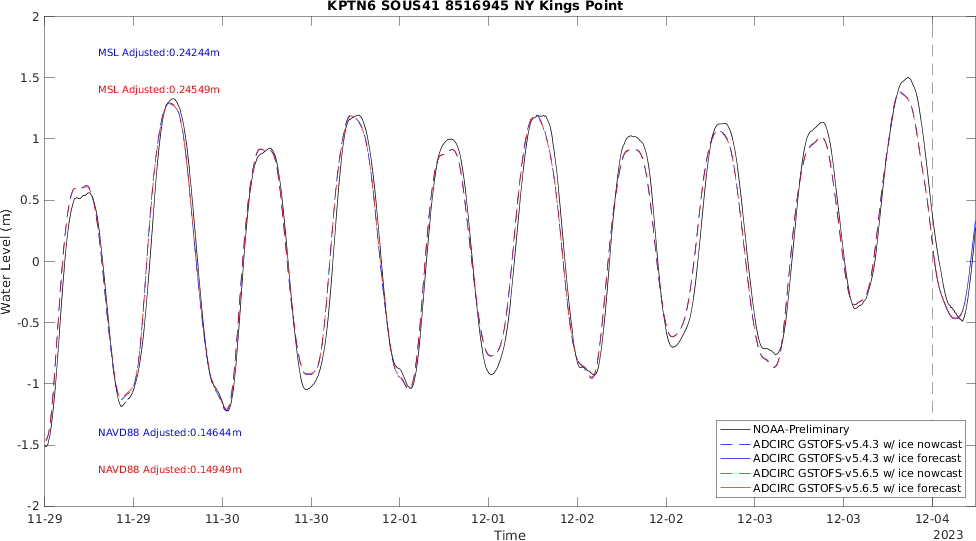 KPTN6 SOUS41 8516945 NY Kings Point
2
1.5
1
0.5
0
-0.5
-1
-1.5
-2
Water Level (m)
MSL Adjusted:0.24244m
MSL Adjusted:0.24549m
NAVD88 Adjusted:0.14644m
NAVD88 Adjusted:0.14949m
NOAA-Preliminary
ADCIRC GSTOFS-v5.4.3 w/ ice nowcast
ADCIRC GSTOFS-v5.4.3 w/ ice forecast
ADCIRC GSTOFS-v5.6.5 w/ ice nowcast
ADCIRC GSTOFS-v5.6.5 w/ ice forecast
11-29 11-29 11-30 11-30 12-01 12-01 12-02 12-02 12-03 12-03 12-04
Time
2023